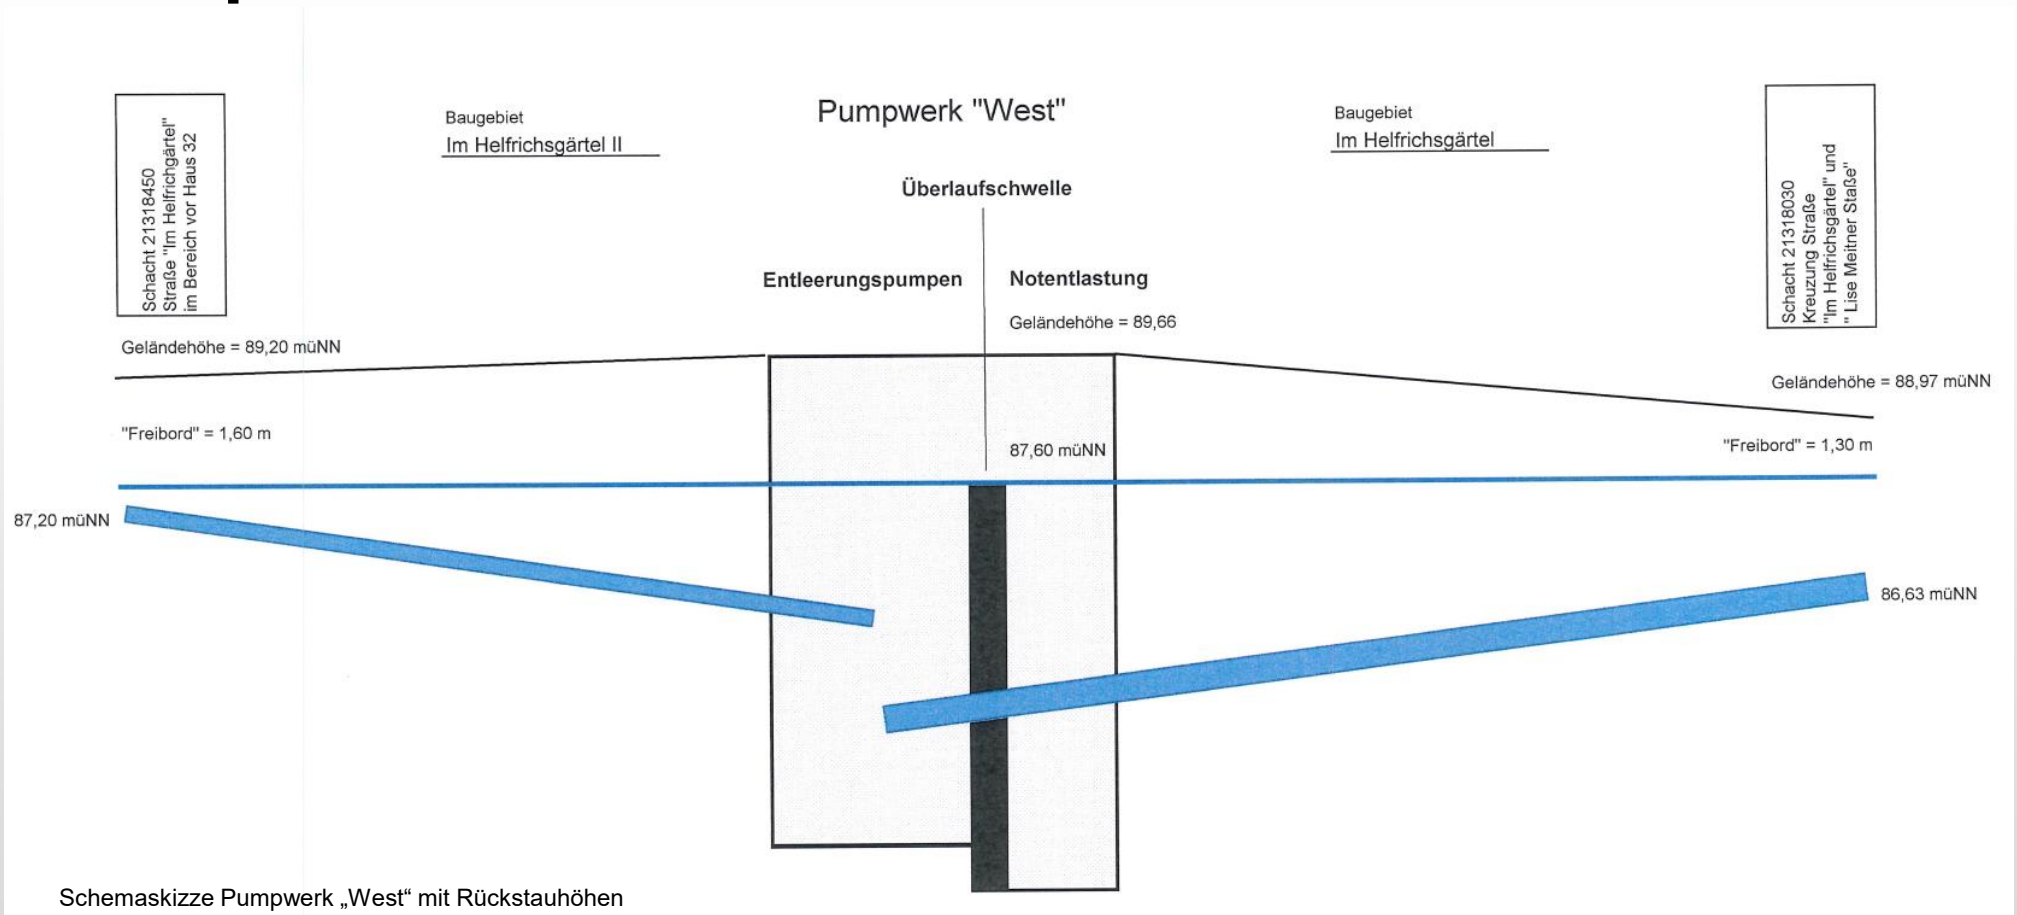 Pumpwerk "West"
Baugebiet
Im Helfrichsgärtel II
Baugebiet
Im Helfrichsgärtel
Schacht 21318450
Straße "Im Helfrichgärtel"
im Bereich vor Haus 32
Schacht 21318030
Kreuzung Straße
"Im Helfrichsgärtel" und
" Lise Meitner Staße"
Überlaufschwelle
Entleerungspumpen
Notentlastung
Geländehöhe = 89,66
Geländehöhe = 89,20 müNN
Geländehöhe = 88,97 müNN
"Freibord" = 1,60 m
87,60 müNN
"Freibord" = 1,30 m
87,20 müNN
86,63 müNN
Schemaskizze Pumpwerk „West“ mit Rückstauhöhen